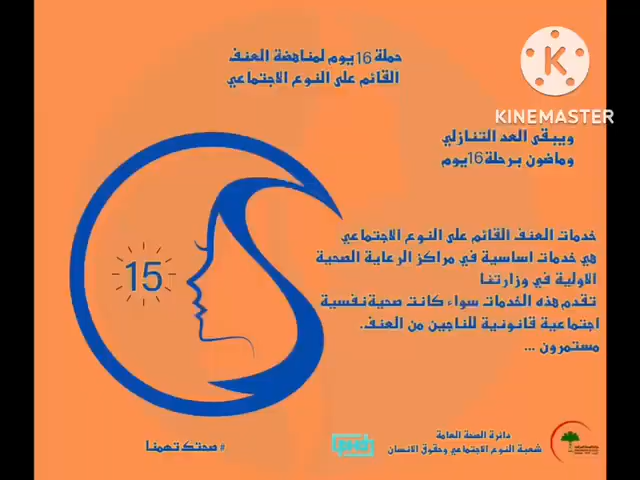 حملة 16 يوم لمناهضة العنف
القائم على النوع الاجتماعي
KINEMASTER
ويبقى العد التنازلي
وماضون برحلة 16 يوم
خدمات العنف القائم على النوع الاجتماعي
هي خدمات اساسية في مراكز الرعاية الصحية
الاولية في وزارتنا
تقدم هذه الخدمات سواء كانت صحية نفسية
اجتماعية قانونية للناجين من العنف.
مستمرون ...
15
دائرة الصحة العامة
شعبة النوع الاجتماعي وحقوق الانسان
# صحتك تهمنا